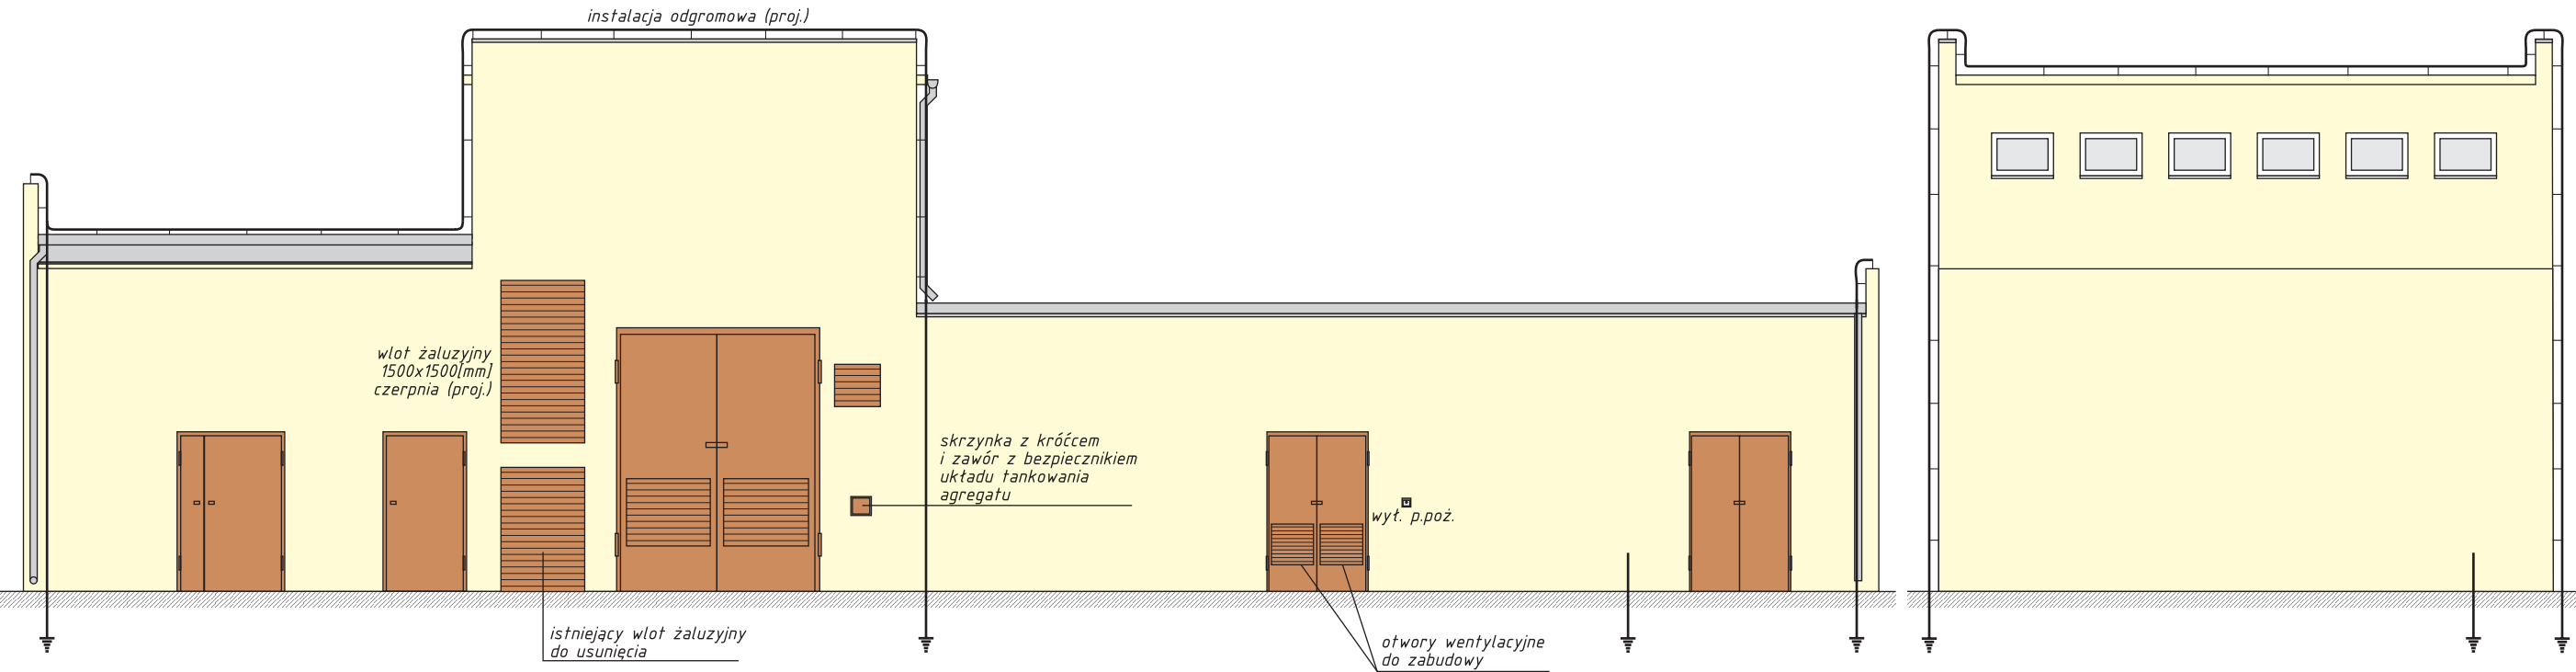 instalacja odgromowa (proj.)
wlot żaluzyjny
1500x1500[mm]
czerpnia (proj.)
skrzynka z króćcem
i zawór z bezpiecznikiem
układu tankowania
agregatu
wył. p.poż.
istniejący wlot żaluzyjny
do usunięcia
otwory wentylacyjne
do zabudowy